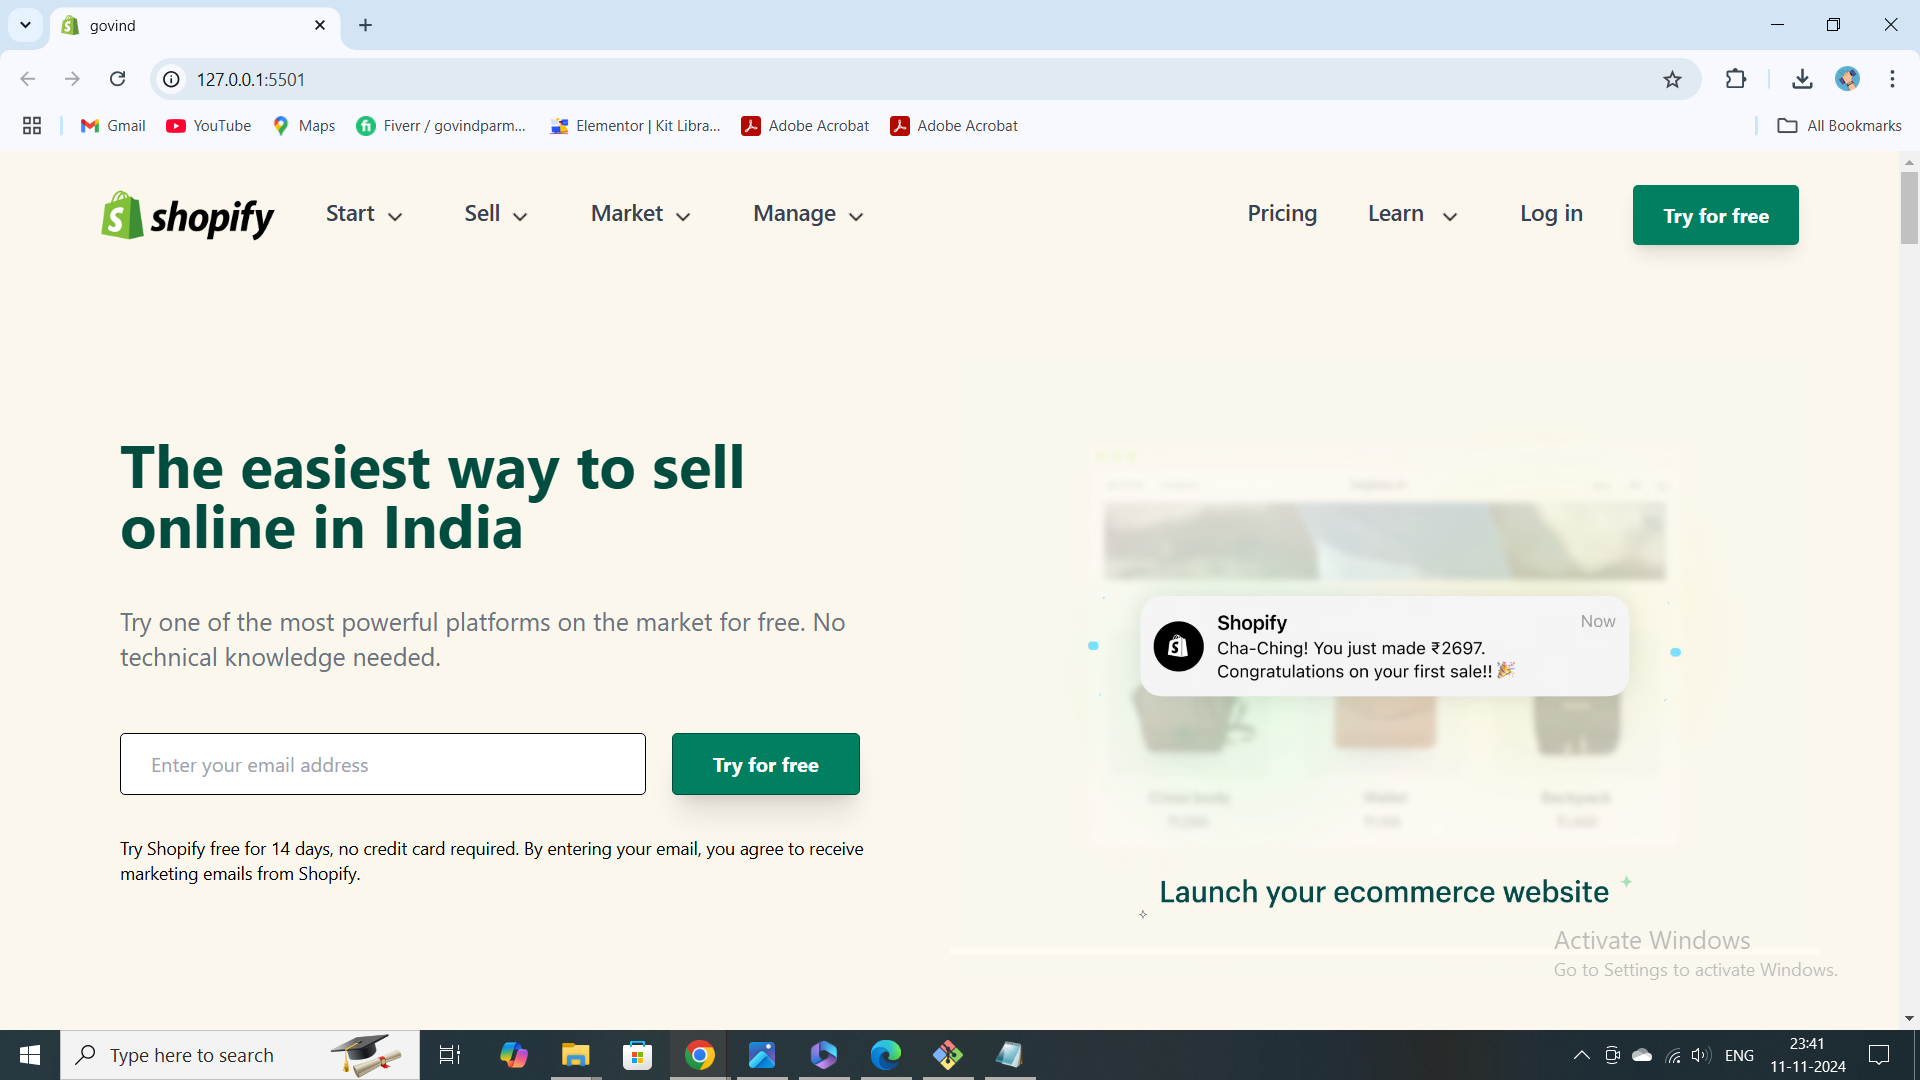 govind
127.0.0.1:5501
Gmail
YouTube
Maps
Fiverr / govindparm...
Elementor | Kit Libra...
Adobe Acrobat
Adobe Acrobat
All Bookmarks
shopify
Start
Sell
Market
Manage
Pricing
Learn
Log in
Try for free
The easiest way to sell
online in India
Try one of the most powerful platforms on the market for free. No
technical knowledge needed.
Enter your email address
Try for free
Try Shopify free for 14 days, no credit card required. By entering your email, you agree to receive
marketing emails from Shopify.
Shopify
Now
Cha-Ching! You just made ₹2697.
Congratulations on your first sale!! 🎉
Cross body
Wallet
Backpack
Launch your ecommerce website
Activate Windows
Go to Settings to activate Windows.
Type here to search
ENG
23:41
11-11-2024